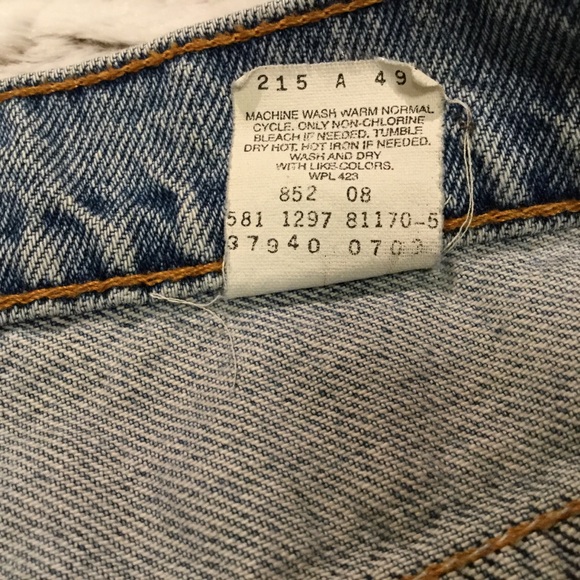 215 A 49
MACHINE WASH WARM NORMAL
CYCLE. ONLY NON-CHLORINE
BLEACH IF NEEDED. TUMBLE
DRY HOT. HOT IRON IF NEEDED.
WASH AND DRY
WITH LIKE COLORS.
WPL 423
852 08
581 1297 81170-5
37940